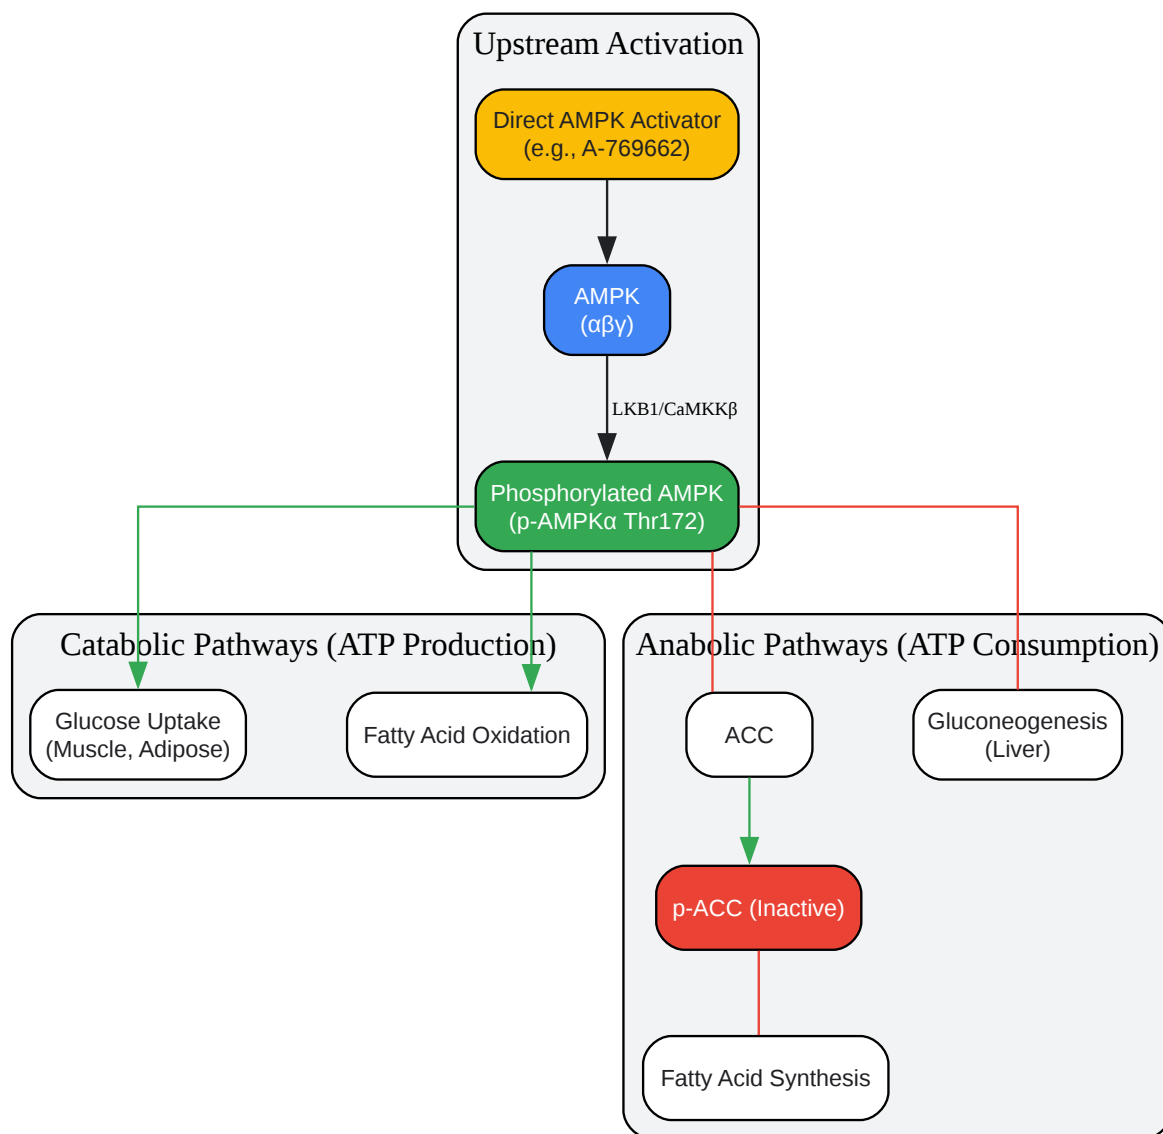 Upstream Activation
Direct AMPK Activator
(e.g., A-769662)
AMPK
(αβγ)
LKB1/CaMKKβ
Phosphorylated AMPK
(p-AMPKα Thr172)
Catabolic Pathways (ATP Production)
Glucose Uptake
(Muscle, Adipose)
Fatty Acid Oxidation
Anabolic Pathways (ATP Consumption)
ACC
Gluconeogenesis
(Liver)
p-ACC (Inactive)
Fatty Acid Synthesis